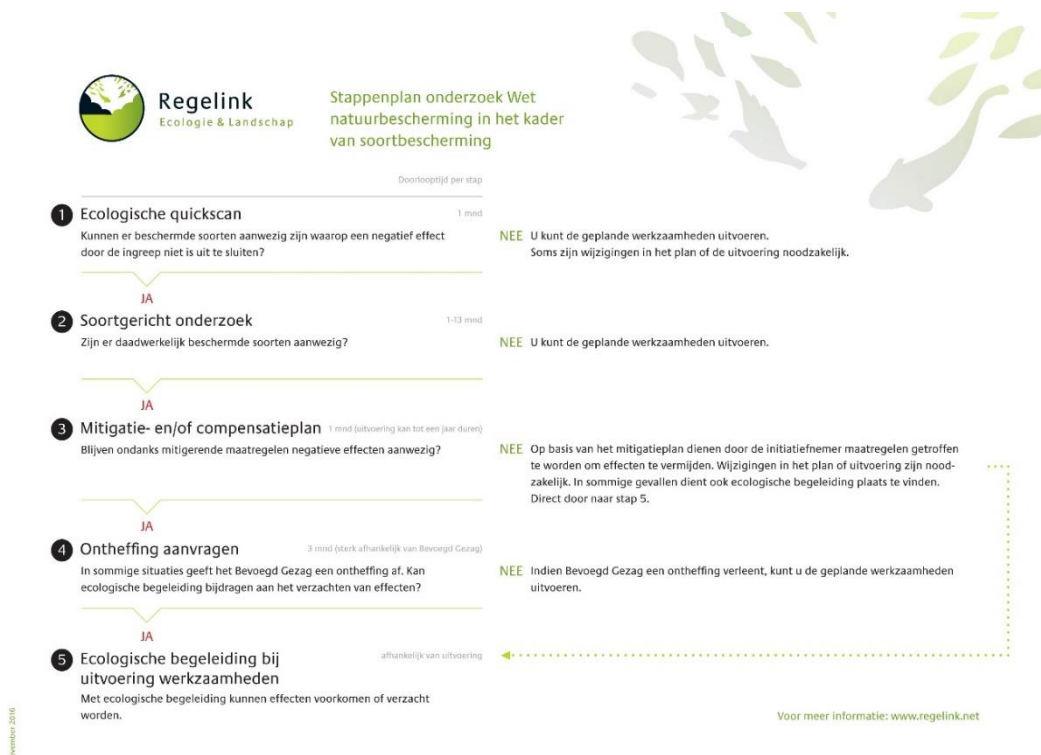 Regelink
Ecologie & Landschap
Stappenplan onderzoek Wet
natuurbescherming in het kader
van soortbescherming
Doorlooptijd per stap
1 Ecologische quickscan 1 mnd
Kunnen er beschermde soorten aanwezig zijn waarop een negatief effect
door de ingreep niet is uit te sluiten?
NEE U kunt de geplande werkzaamheden uitvoeren.
Soms zijn wijzigingen in het plan of de uitvoering noodzakelijk.
JA
2 Soortgericht onderzoek 1-13 mnd
Zijn er daadwerkelijk beschermde soorten aanwezig?
NEE U kunt de geplande werkzaamheden uitvoeren.
JA
3 Mitigatie- en/of compensatieplan 1 mnd (uitvoering kan tot een jaar duren)
Blijven ondanks mitigerende maatregelen negatieve effecten aanwezig?
NEE Op basis van het mitigatieplan dienen door de initiatiefnemer maatregelen getroffen
te worden om effecten te vermijden. Wijzigingen in het plan of uitvoering zijn nood-
zakelijk. In sommige gevallen dient ook ecologische begeleiding plaats te vinden.
Direct door naar stap 5.
JA
4 Ontheffing aanvragen 3 mnd (sterk afhankelijk van Bevoegd Gezag)
In sommige situaties geeft het Bevoegd Gezag een ontheffing af. Kan
ecologische begeleiding bijdragen aan het verzachten van effecten?
NEE Indien Bevoegd Gezag een ontheffing verleent, kunt u de geplande werkzaamheden
uitvoeren.
JA
5 Ecologische begeleiding bij afhankelijk van uitvoering
uitvoering werkzaamheden
Met ecologische begeleiding kunnen effecten voorkomen of verzacht
worden.
Voor meer informatie: www.regelink.net
2016